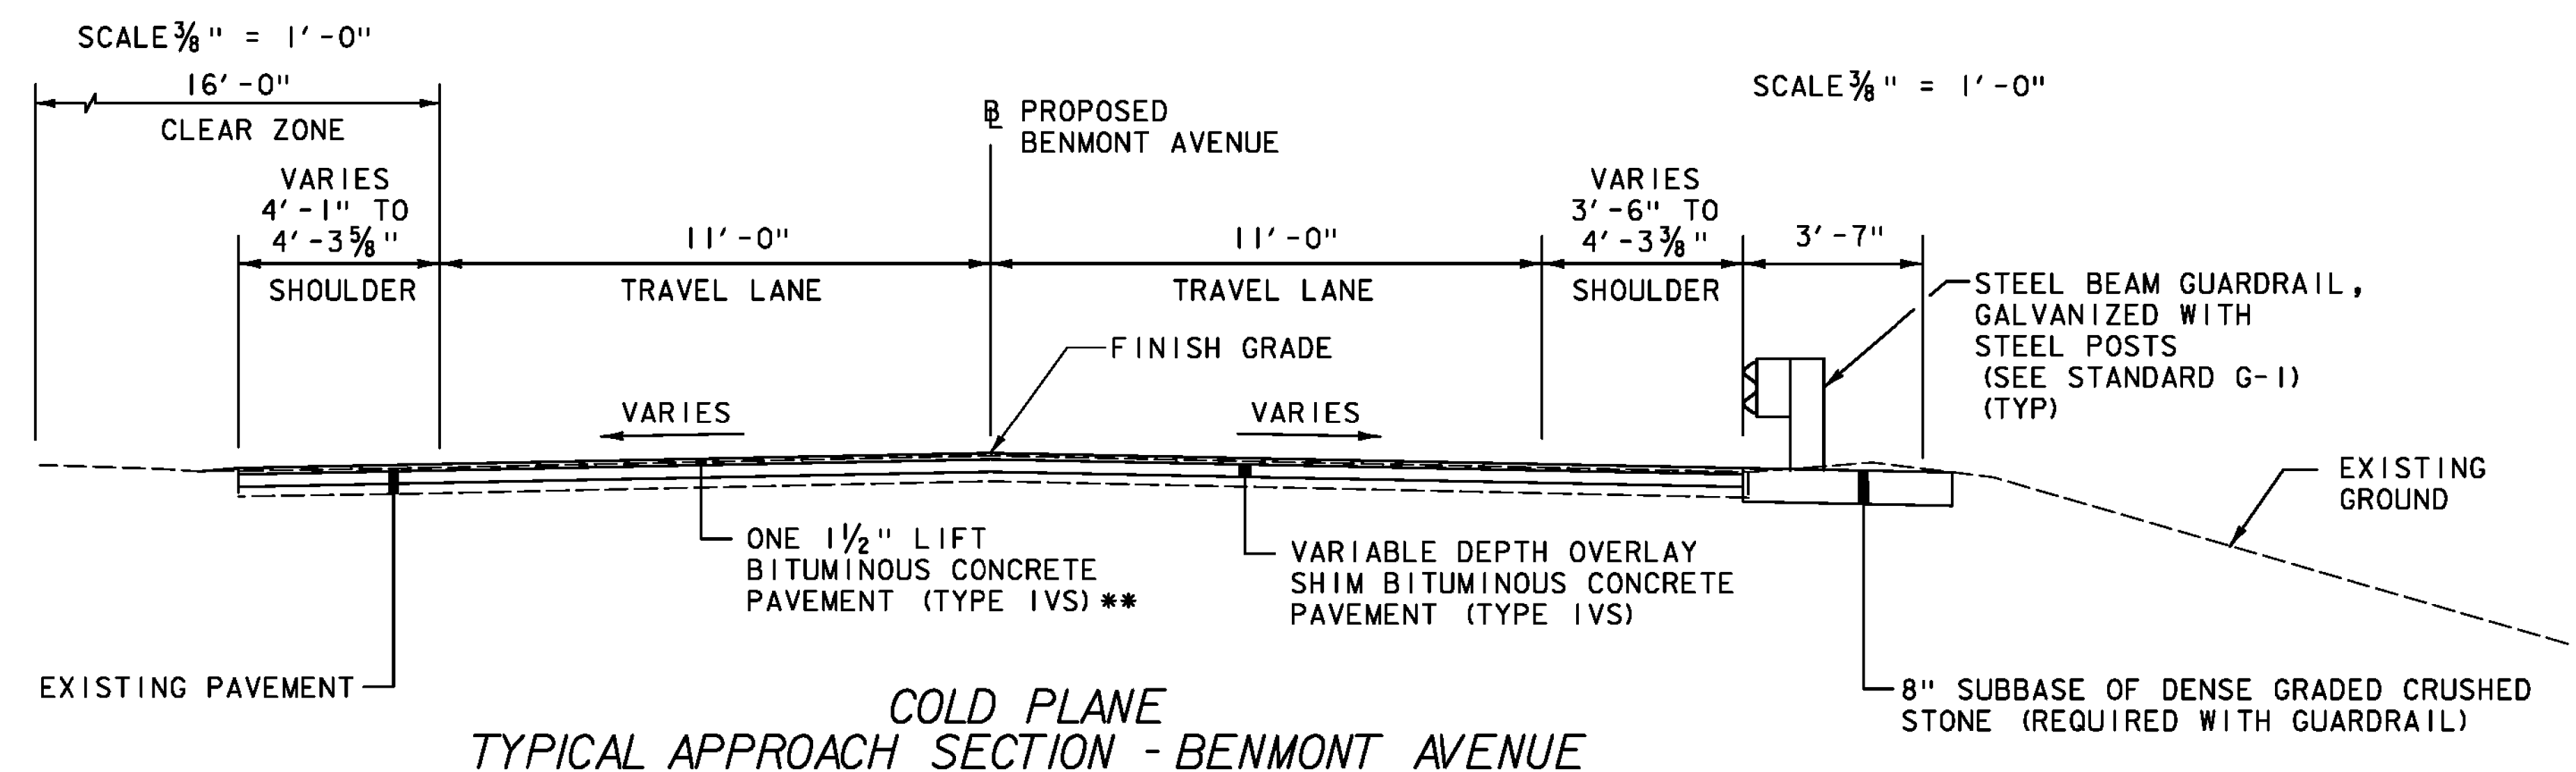 SCALE 3/8" = 1'-0"
16'-0"
CLEAR ZONE
SCALE 3/8" = 1'-0"
℄ PROPOSED
BENMONT AVENUE
VARIES
4'-1" TO
4'-3 5/8"
SHOULDER
11'-0"
TRAVEL LANE
11'-0"
TRAVEL LANE
VARIES
3'-6" TO
4'-3 3/8"
SHOULDER
3'-7"
STEEL BEAM GUARDRAIL,
GALVANIZED WITH
STEEL POSTS
(SEE STANDARD G-1)
(TYP)
FINISH GRADE
VARIES
VARIES
EXISTING
GROUND
ONE 1 1/2" LIFT
BITUMINOUS CONCRETE
PAVEMENT (TYPE IVS)**
VARIABLE DEPTH OVERLAY
SHIM BITUMINOUS CONCRETE
PAVEMENT (TYPE IVS)
EXISTING PAVEMENT
8" SUBBASE OF DENSE GRADED CRUSHED
STONE (REQUIRED WITH GUARDRAIL)
COLD PLANE
TYPICAL APPROACH SECTION - BENMONT AVENUE